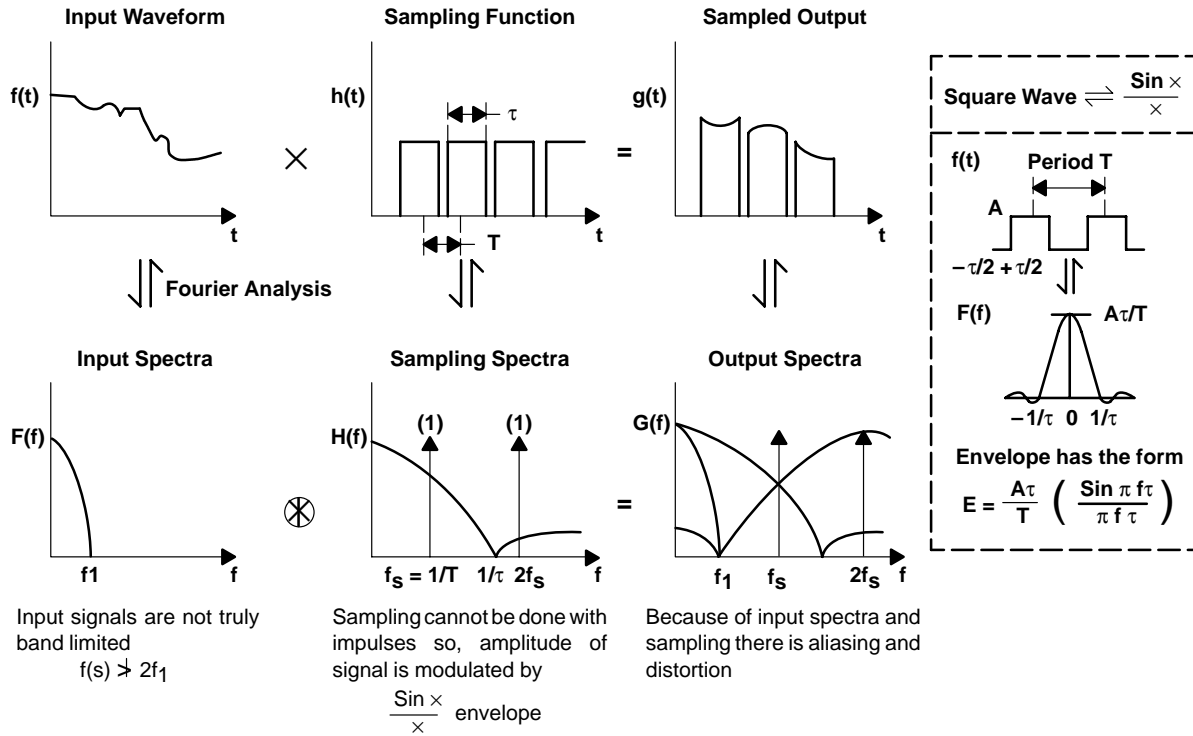 Input Waveform
Sampling Function
Sampled Output
f(t)
t
×
h(t)
τ
T
t
=
g(t)
t
Fourier Analysis
Input Spectra
Sampling Spectra
Output Spectra
F(f)
f1
f
H(f)
(1)
(1)
fs = 1/T
1/τ
2fs
f
=
G(f)
f1
fs
2fs
f
Input signals are not truly
band limited
f(s) ≯ 2f1
Sampling cannot be done with
impulses so, amplitude of
signal is modulated by
Sin ×
×
envelope
Because of input spectra and
sampling there is aliasing and
distortion
Square Wave ⇌ Sin ×
×
f(t)
Period T
A
−τ/2 +τ/2
F(f)
Aτ/T
−1/τ 0 1/τ
Envelope has the form
E = Aτ/T ( Sin π fτ / π f τ )